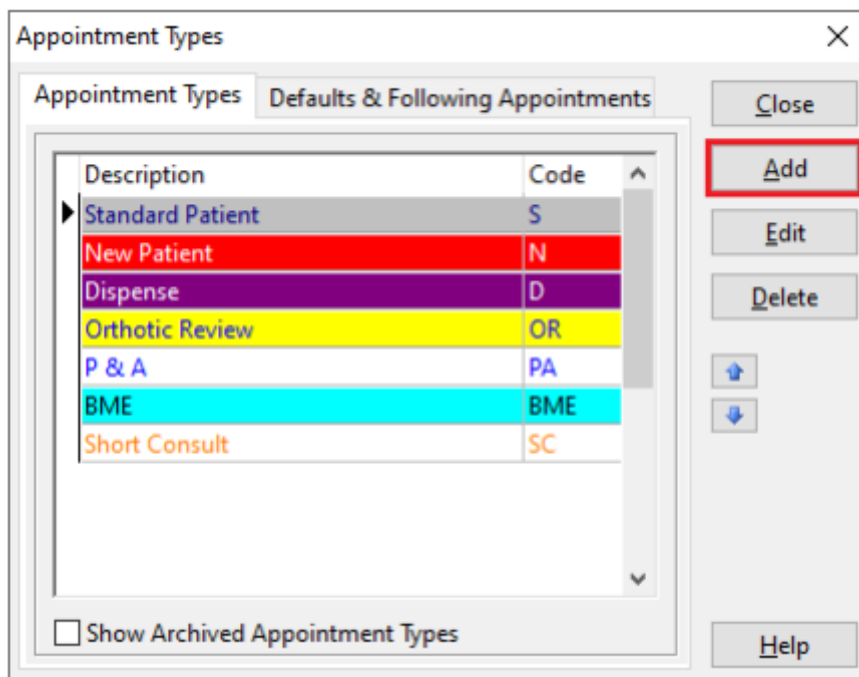 Appointment Types
Appointment Types Defaults & Following Appointments
Close
Add
Edit
Delete
Description Code
Standard Patient S
New Patient N
Dispense D
Orthotic Review OR
P & A PA
BME BME
Short Consult SC
Show Archived Appointment Types
Help